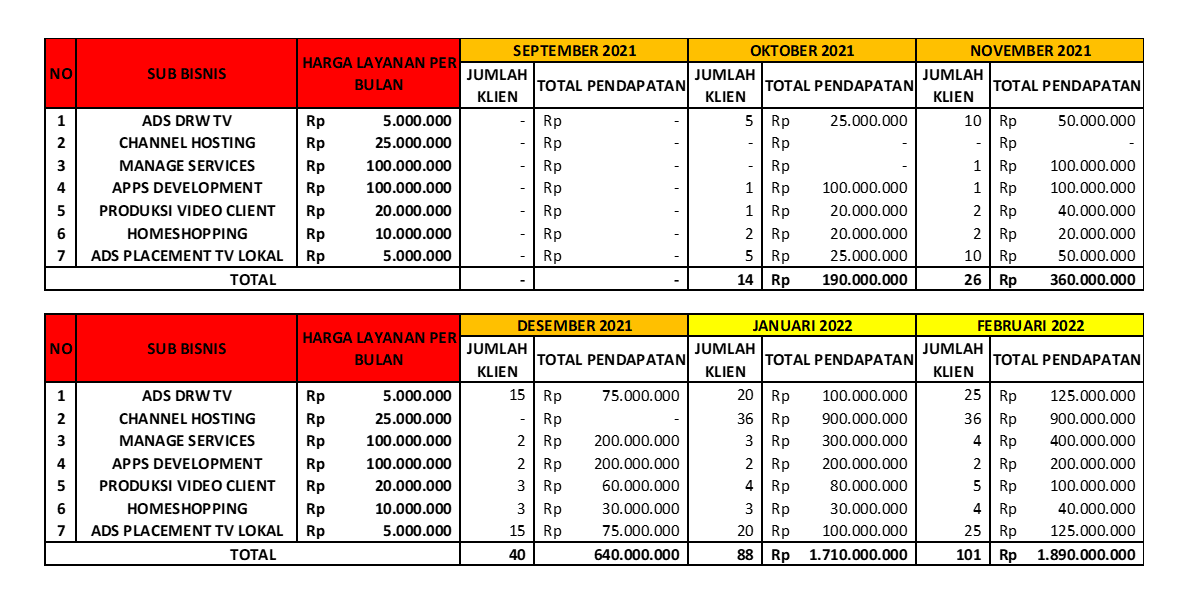 NO SUB BISNIS HARGA LAYANAN PER BULAN SEPTEMBER 2021 OKTOBER 2021 NOVEMBER 2021
JUMLAH KLIEN TOTAL PENDAPATAN JUMLAH KLIEN TOTAL PENDAPATAN JUMLAH KLIEN TOTAL PENDAPATAN
1 ADS DRW TV Rp 5.000.000 - Rp - 5 Rp 25.000.000 10 Rp 50.000.000
2 CHANNEL HOSTING Rp 25.000.000 - Rp - - Rp - - Rp -
3 MANAGE SERVICES Rp 100.000.000 - Rp - - Rp - 1 Rp 100.000.000
4 APPS DEVELOPMENT Rp 100.000.000 - Rp - 1 Rp 100.000.000 1 Rp 100.000.000
5 PRODUKSI VIDEO CLIENT Rp 20.000.000 - Rp - 1 Rp 20.000.000 2 Rp 40.000.000
6 HOMESHOPPING Rp 10.000.000 - Rp - 2 Rp 20.000.000 2 Rp 20.000.000
7 ADS PLACEMENT TV LOKAL Rp 5.000.000 - Rp - 5 Rp 25.000.000 10 Rp 50.000.000
TOTAL - - 14 Rp 190.000.000 26 Rp 360.000.000
NO SUB BISNIS HARGA LAYANAN PER BULAN DESEMBER 2021 JANUARI 2022 FEBRUARI 2022
JUMLAH KLIEN TOTAL PENDAPATAN JUMLAH KLIEN TOTAL PENDAPATAN JUMLAH KLIEN TOTAL PENDAPATAN
1 ADS DRW TV Rp 5.000.000 15 Rp 75.000.000 20 Rp 100.000.000 25 Rp 125.000.000
2 CHANNEL HOSTING Rp 25.000.000 - Rp - 36 Rp 900.000.000 36 Rp 900.000.000
3 MANAGE SERVICES Rp 100.000.000 2 Rp 200.000.000 3 Rp 300.000.000 4 Rp 400.000.000
4 APPS DEVELOPMENT Rp 100.000.000 2 Rp 200.000.000 2 Rp 200.000.000 2 Rp 200.000.000
5 PRODUKSI VIDEO CLIENT Rp 20.000.000 3 Rp 60.000.000 4 Rp 80.000.000 5 Rp 100.000.000
6 HOMESHOPPING Rp 10.000.000 3 Rp 30.000.000 3 Rp 30.000.000 4 Rp 40.000.000
7 ADS PLACEMENT TV LOKAL Rp 5.000.000 15 Rp 75.000.000 20 Rp 100.000.000 25 Rp 125.000.000
TOTAL 40 640.000.000 88 Rp 1.710.000.000 101 Rp 1.890.000.000